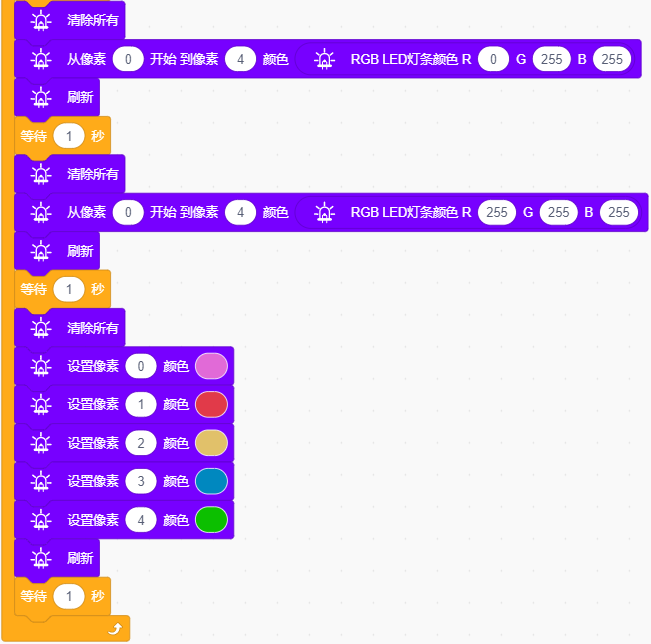 清除所有
从像素 0 开始 到像素 4 颜色 RGB LED灯条颜色 R 0 G 255 B 255
刷新
等待 1 秒
清除所有
从像素 0 开始 到像素 4 颜色 RGB LED灯条颜色 R 255 G 255 B 255
刷新
等待 1 秒
清除所有
设置像素 0 颜色
设置像素 1 颜色
设置像素 2 颜色
设置像素 3 颜色
设置像素 4 颜色
刷新
等待 1 秒